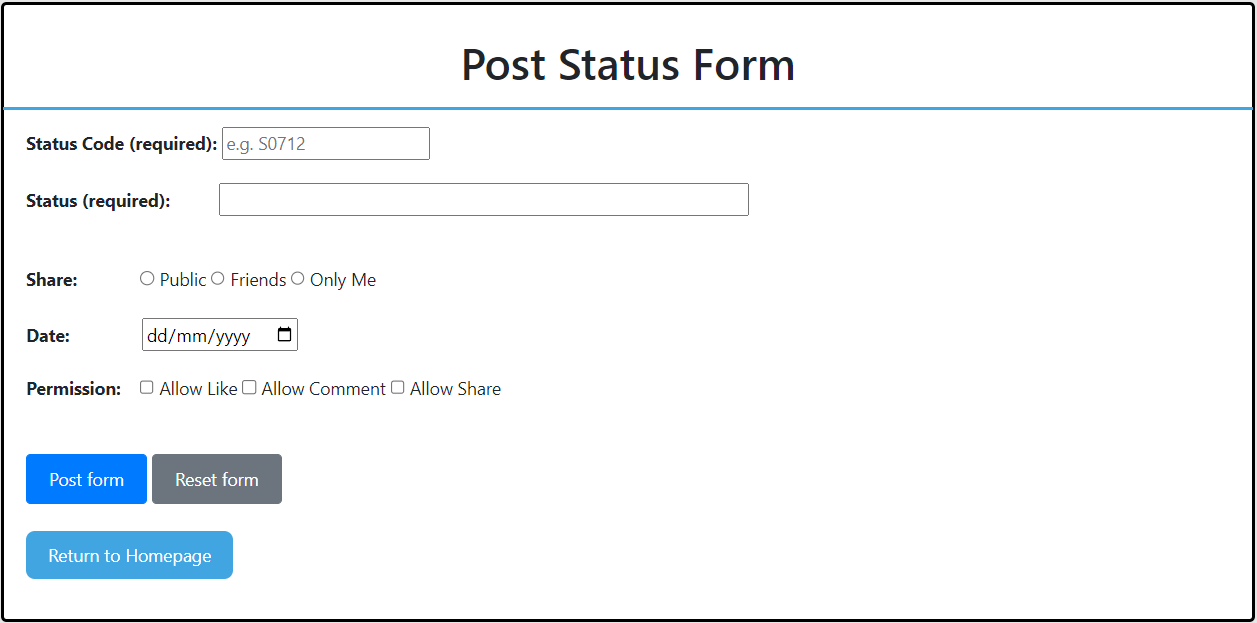 Post Status Form
Status Code (required): e.g. S0712
Status (required):
Share: Public Friends Only Me
Date: dd/mm/yyyy
Permission: Allow Like Allow Comment Allow Share
Post form Reset form
Return to Homepage